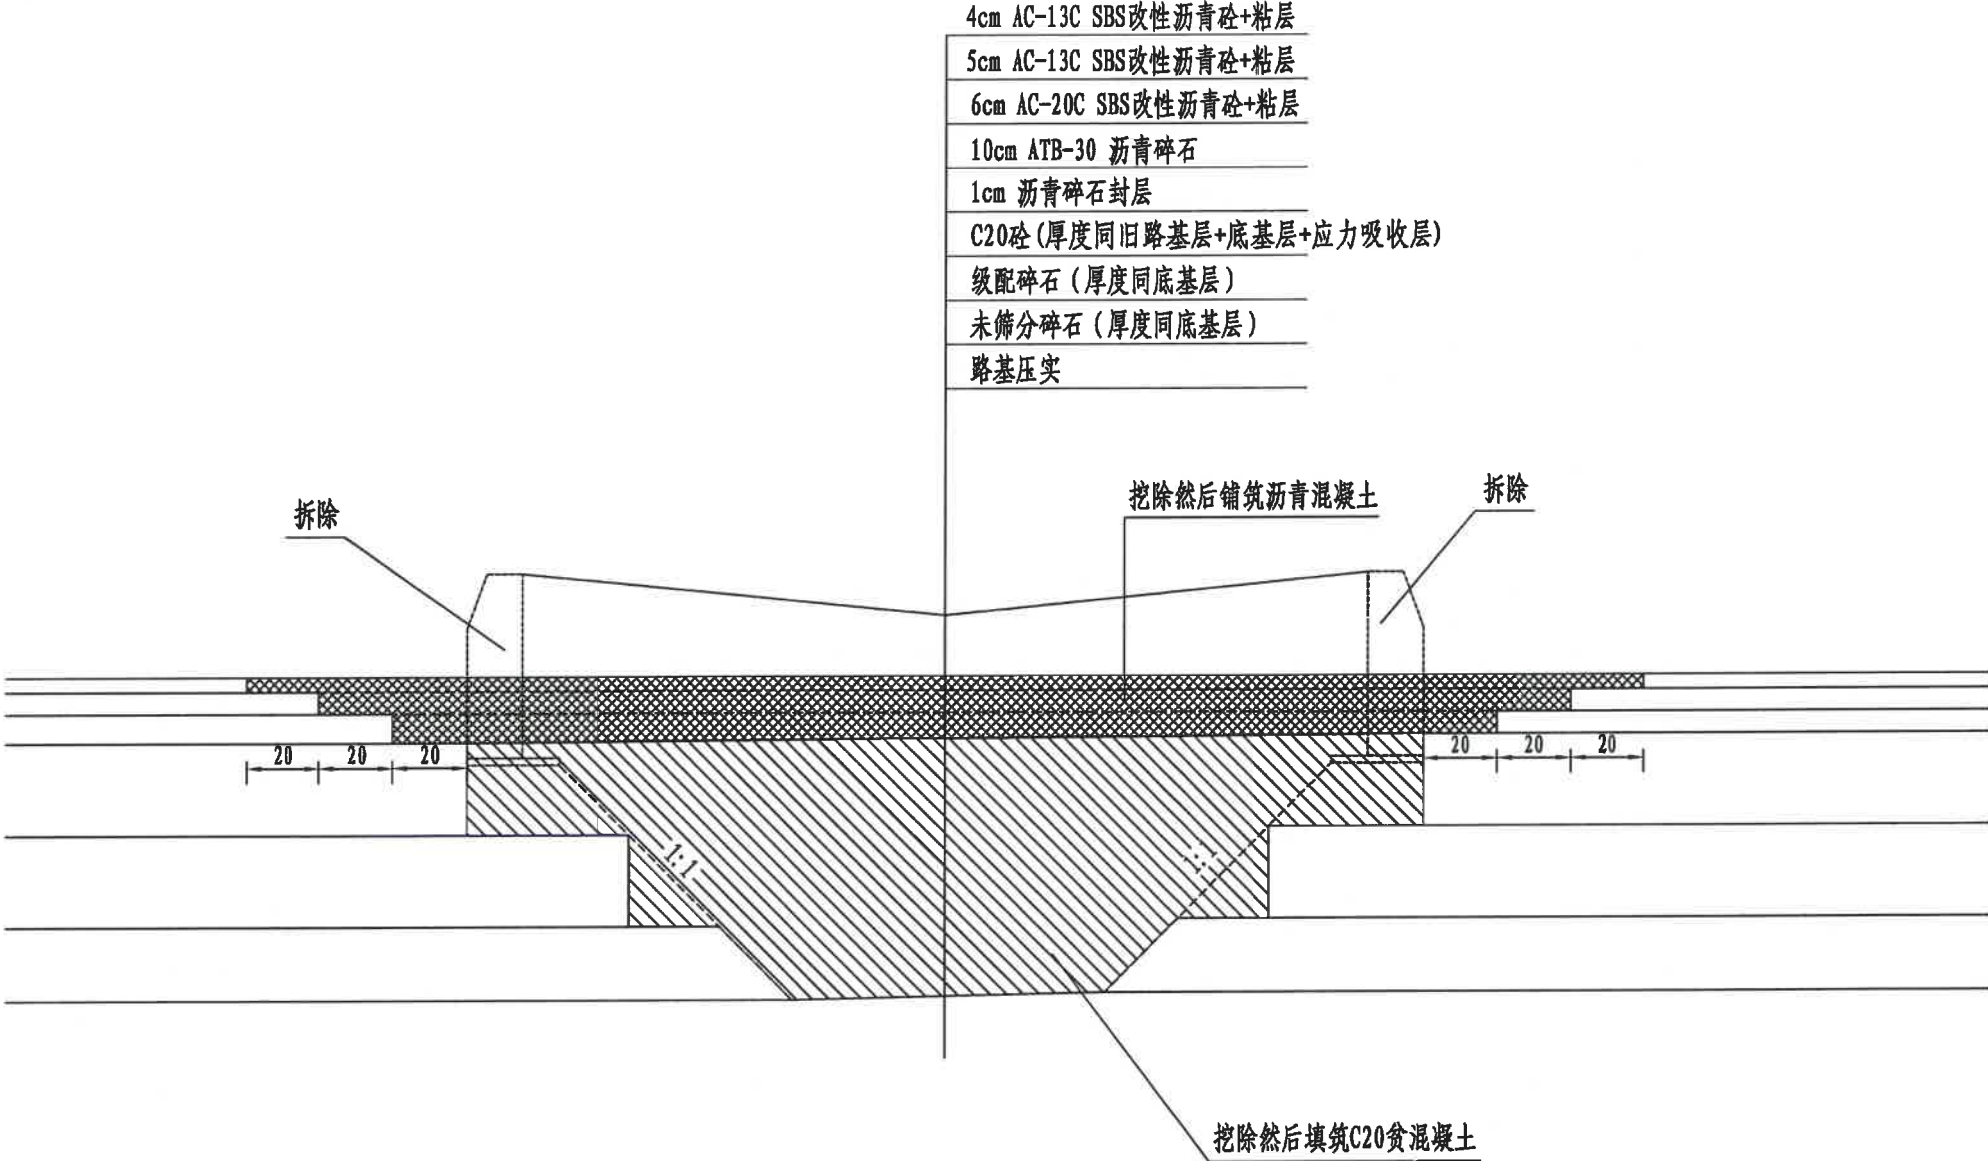 4cm AC-13C SBS改性沥青砼+粘层
5cm AC-13C SBS改性沥青砼+粘层
6cm AC-20C SBS改性沥青砼+粘层
10cm ATB-30 沥青碎石
1cm 沥青碎石封层
C20砼(厚度同旧路基层+底基层+应力吸收层)
级配碎石(厚度同底基层)
未筛分碎石(厚度同底基层)
路基压实
拆除
挖除然后铺筑沥青混凝土
拆除
20 20 20
20 20 20
1:1
1:1
挖除然后填筑C20贫混凝土